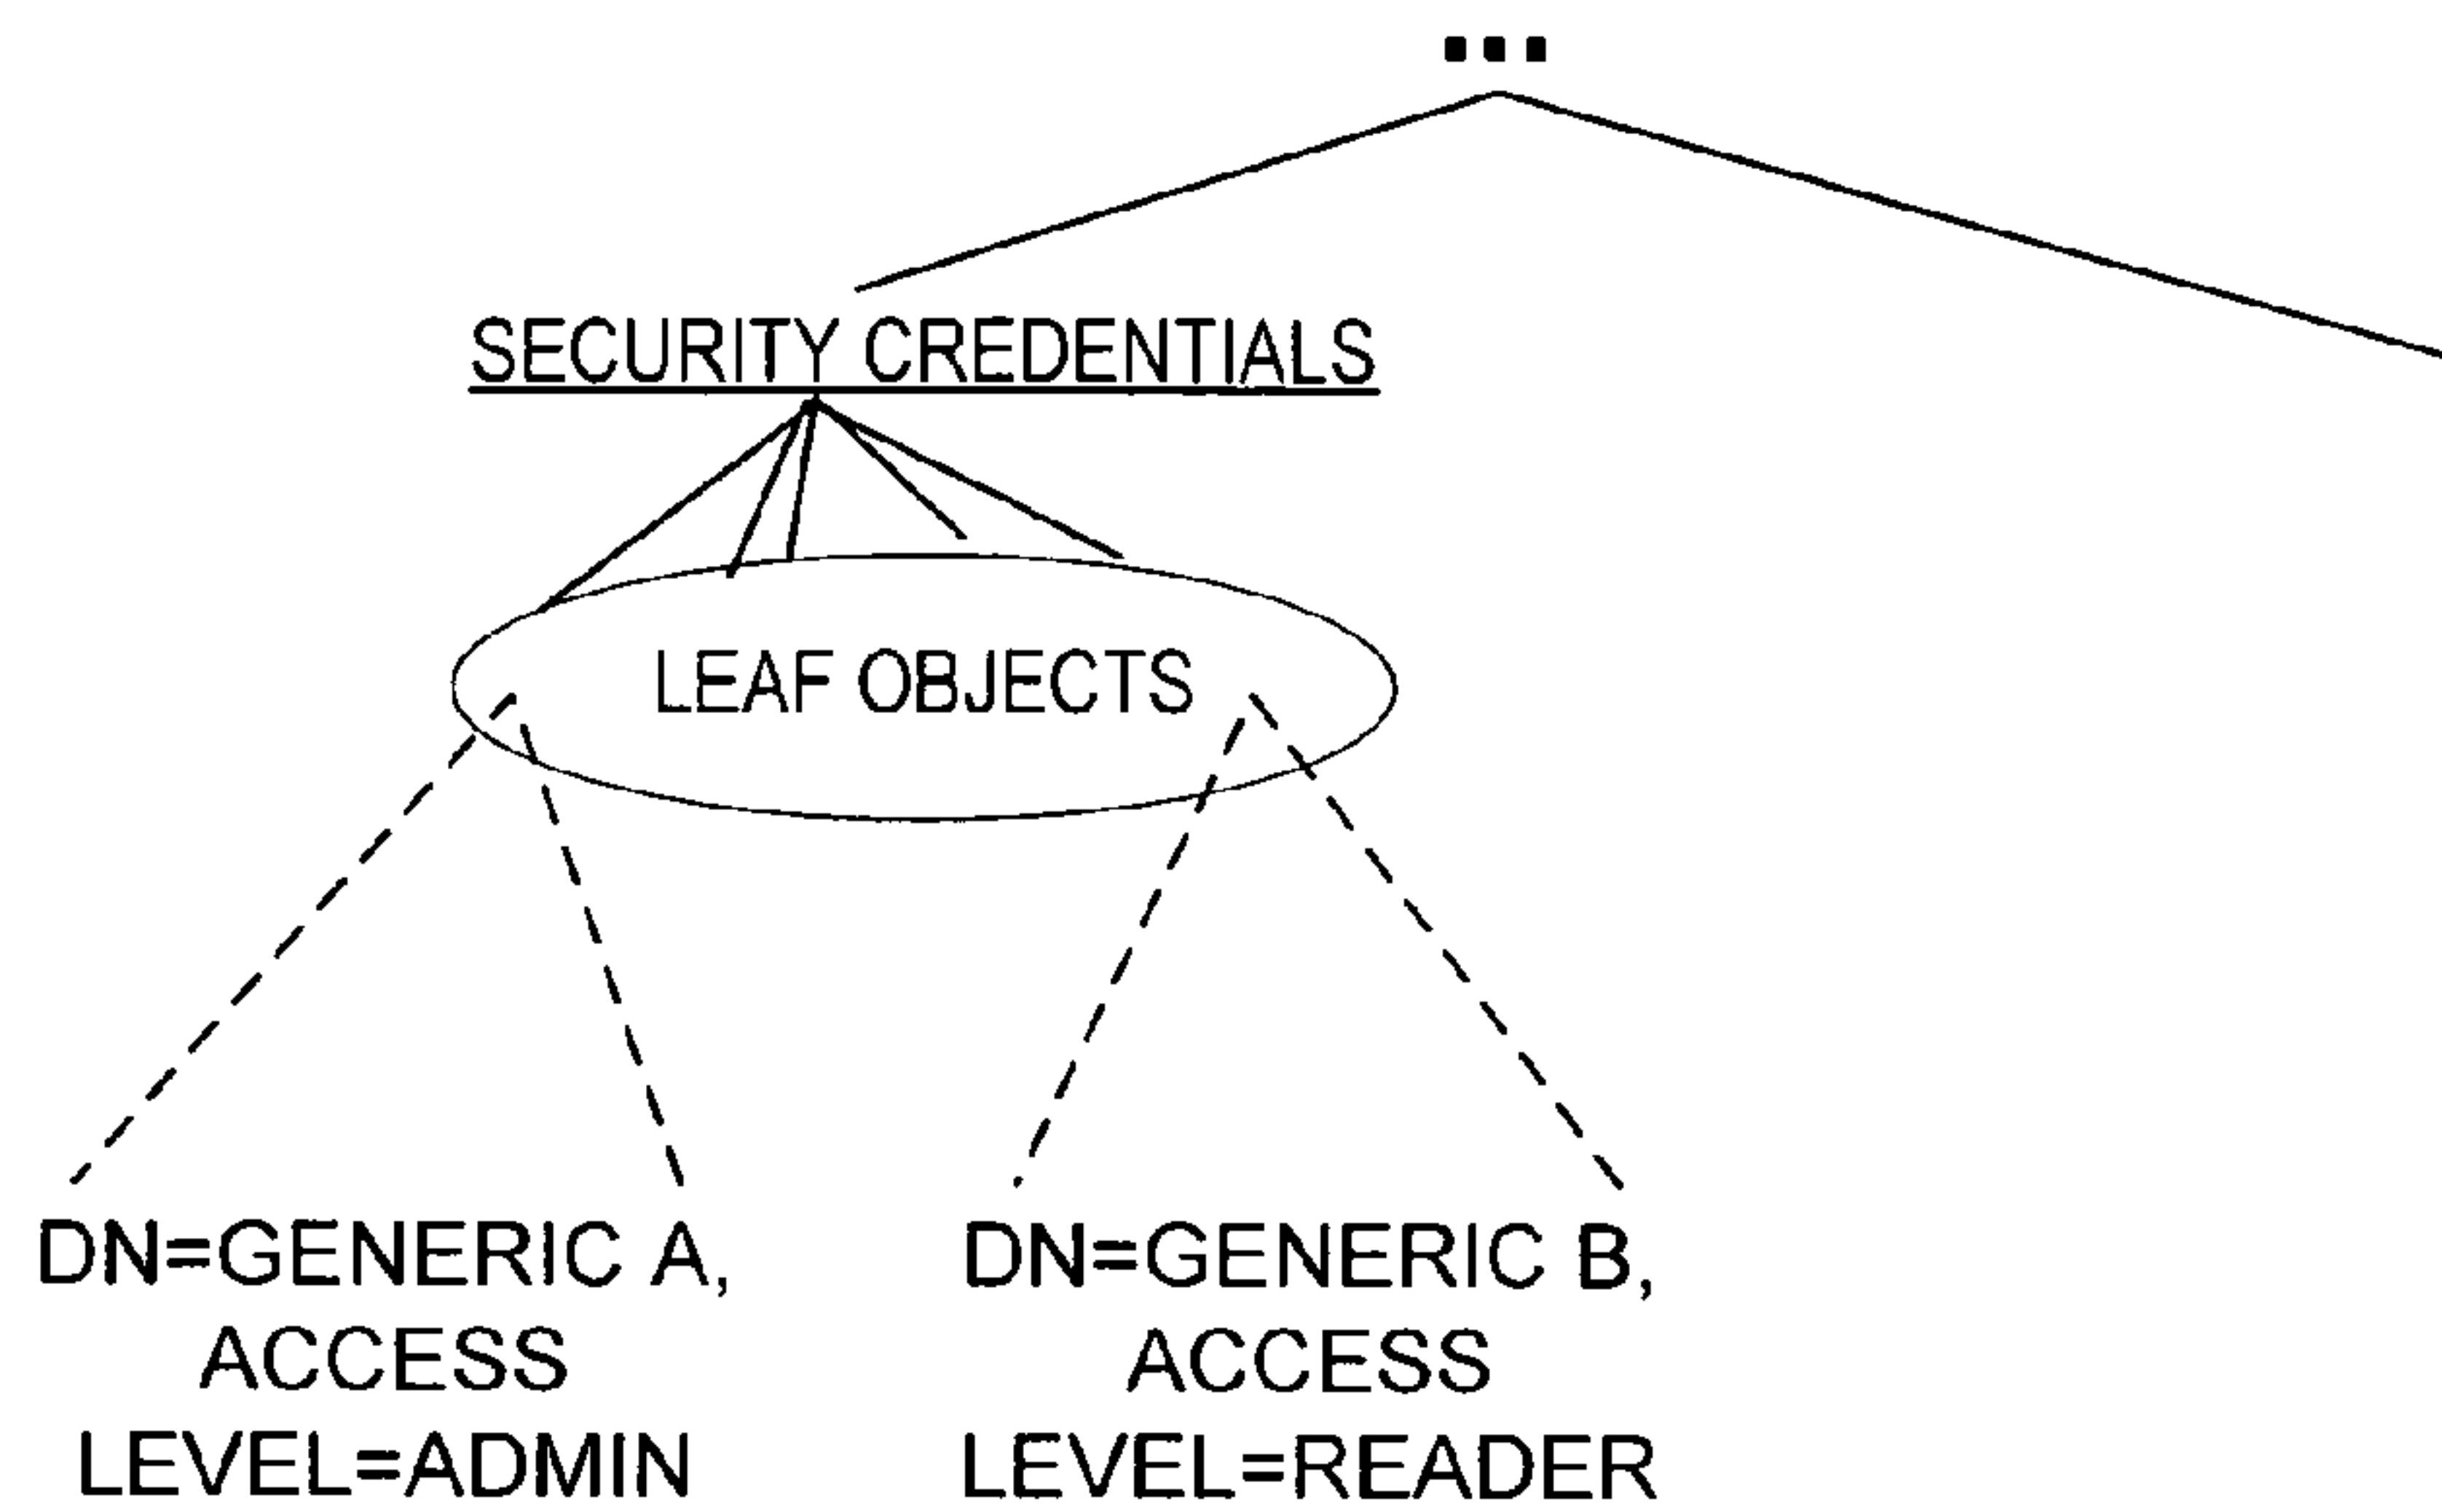 ...
SECURITY CREDENTIALS
LEAF OBJECTS
DN=GENERIC A,
ACCESS
LEVEL=ADMIN
DN=GENERIC B,
ACCESS
LEVEL=READER